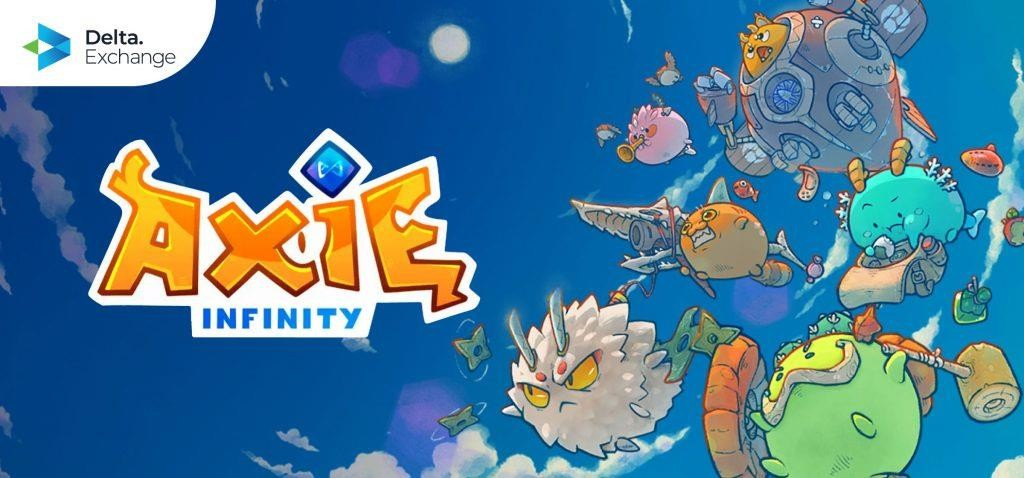 Delta.
Exchange
AXIE
INFINITY